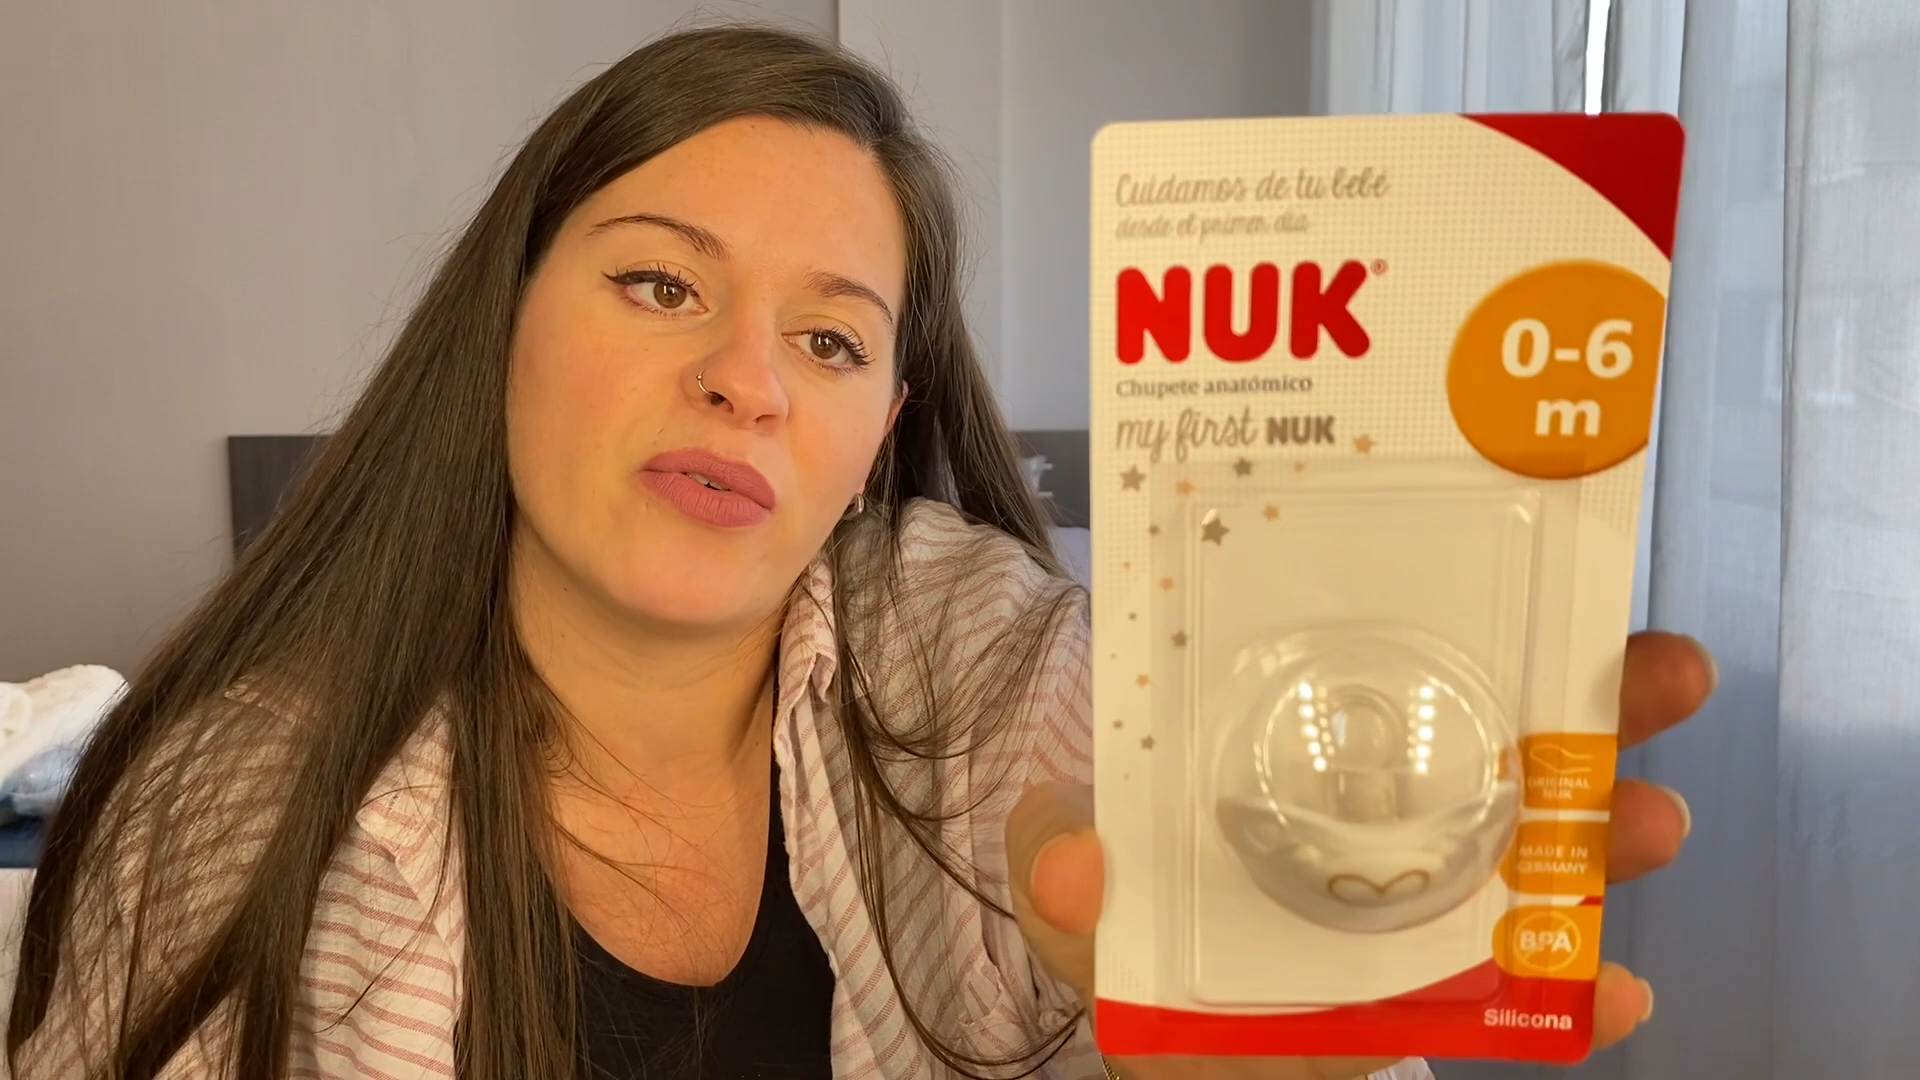 Cuidamos de tu bebé
desde el primer día
NUK®
0-6
m
Chupete anatómico
my first NUK
ORIGINAL
NUK
MADE IN
GERMANY
BPA
Silicona